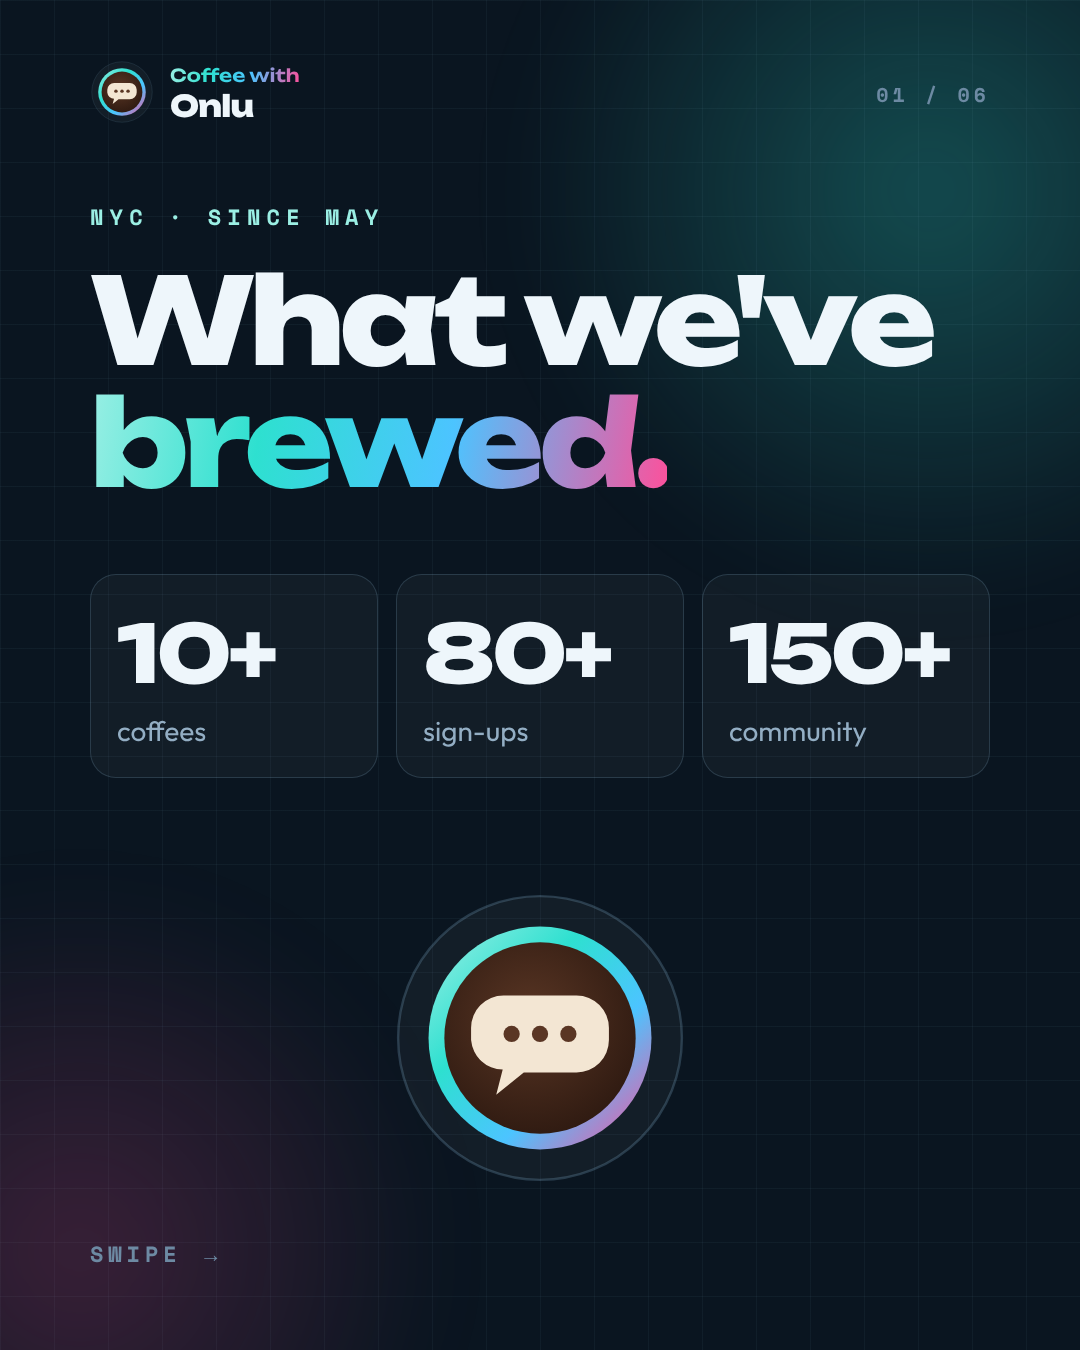 Coffee with
Onlu
01 / 06
NYC · SINCE MAY
What we've
brewed.
10+
80+
150+
coffees
sign-ups
community
SWIPE →